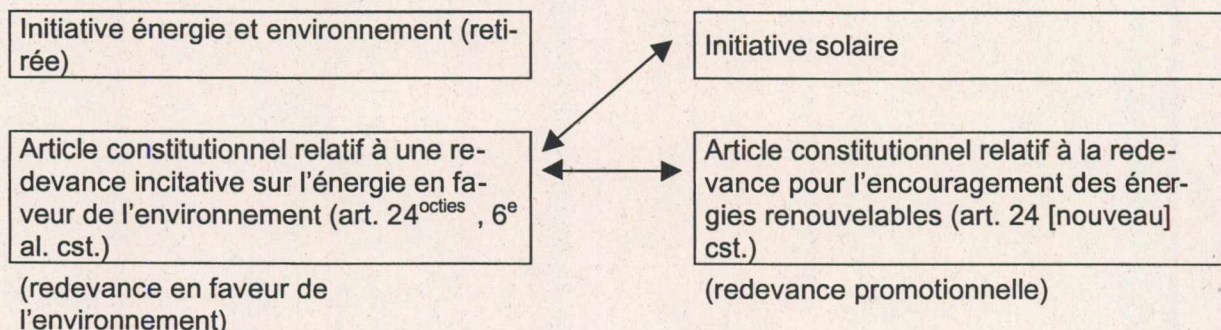 Initiative énergie et environnement (reti-
rée)
Initiative solaire
Article constitutionnel relatif à une re-
devance incitative sur l'énergie en fa-
veur de l'environnement (art. 24octies , 6e
al. cst.)
(redevance en faveur de
l'environnement)
Article constitutionnel relatif à la rede-
vance pour l'encouragement des éner-
gies renouvelables (art. 24 [nouveau]
cst.)
(redevance promotionnelle)